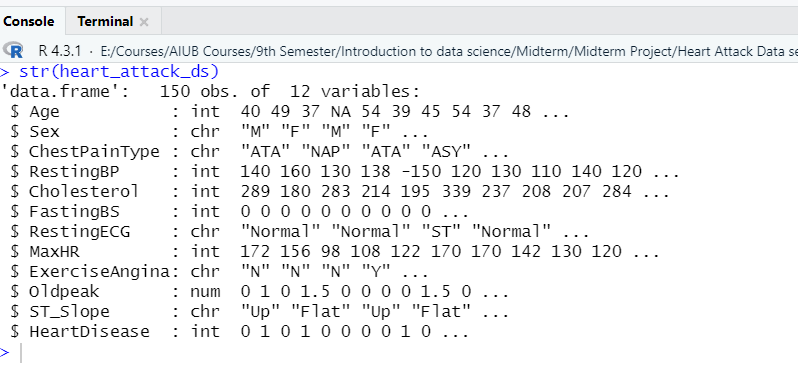 Console Terminal ×
R R 4.3.1 · E:/Courses/AIUB Courses/9th Semester/Introduction to data science/Midterm/Midterm Project/Heart Attack Data se
> str(heart_attack_ds)
'data.frame':   150 obs. of  12 variables:
 $ Age           : int  40 49 37 NA 54 39 45 54 37 48 ...
 $ Sex           : chr  "M" "F" "M" "F" ...
 $ ChestPainType : chr  "ATA" "NAP" "ATA" "ASY" ...
 $ RestingBP     : int  140 160 130 138 -150 120 130 110 140 120 ...
 $ Cholesterol   : int  289 180 283 214 195 339 237 208 207 284 ...
 $ FastingBS     : int  0 0 0 0 0 0 0 0 0 0 ...
 $ RestingECG    : chr  "Normal" "Normal" "ST" "Normal" ...
 $ MaxHR         : int  172 156 98 108 122 170 170 142 130 120 ...
 $ ExerciseAngina: chr  "N" "N" "N" "Y" ...
 $ Oldpeak       : num  0 1 0 1.5 0 0 0 0 1.5 0 ...
 $ ST_Slope      : chr  "Up" "Flat" "Up" "Flat" ...
 $ HeartDisease  : int  0 1 0 1 0 0 0 0 1 0 ...
>